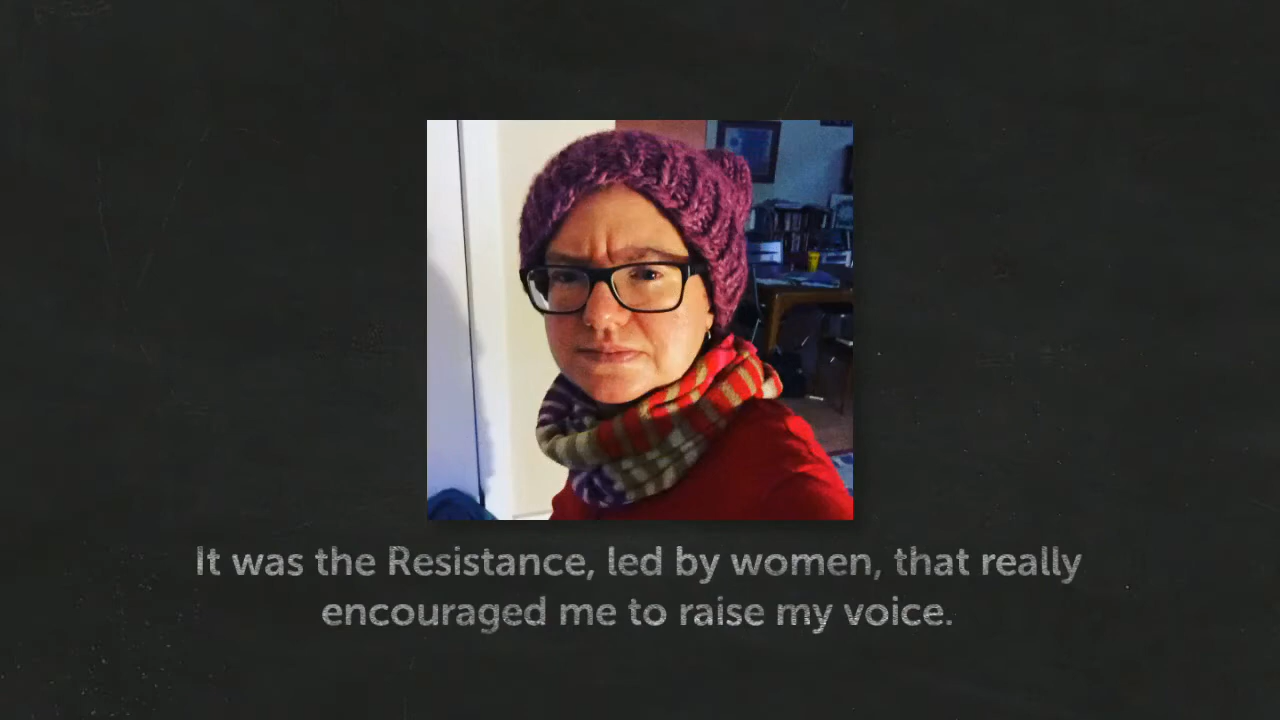 It was the Resistance, led by women, that really
encouraged me to raise my voice.